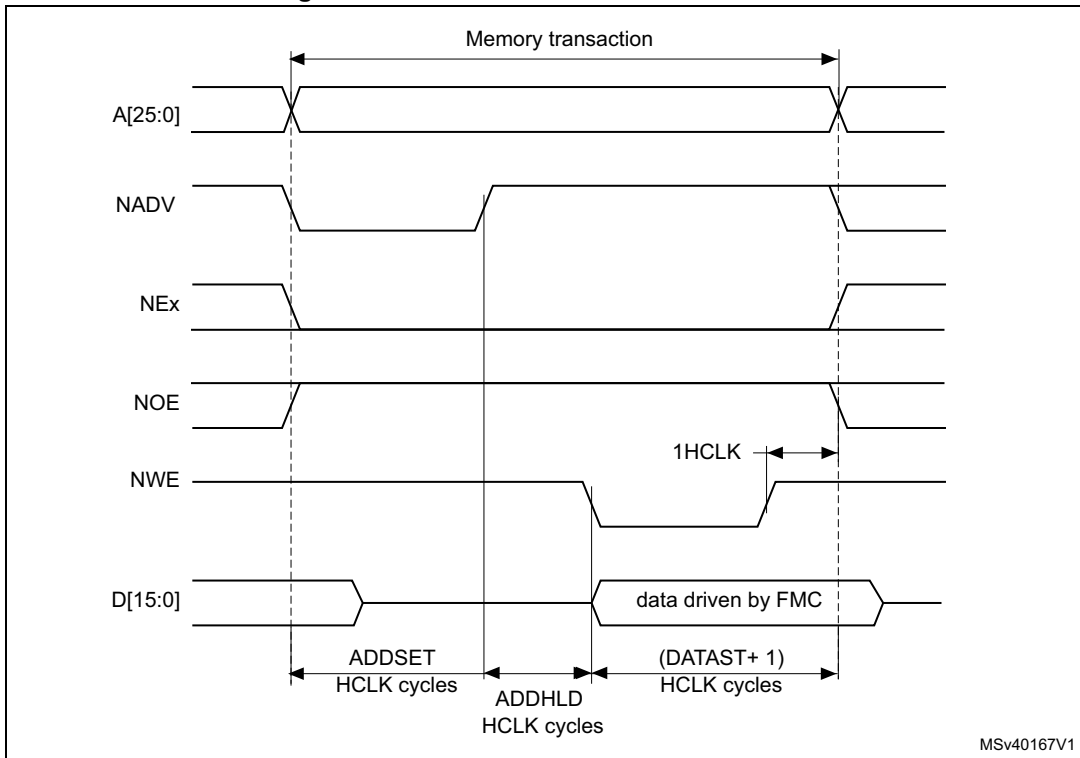 Memory transaction
A[25:0]
NADV
NEx
NOE
1HCLK
NWE
D[15:0]
data driven by FMC
ADDSET
HCLK cycles
(DATAST+ 1)
HCLK cycles
ADDHLD
HCLK cycles
MSv40167V1